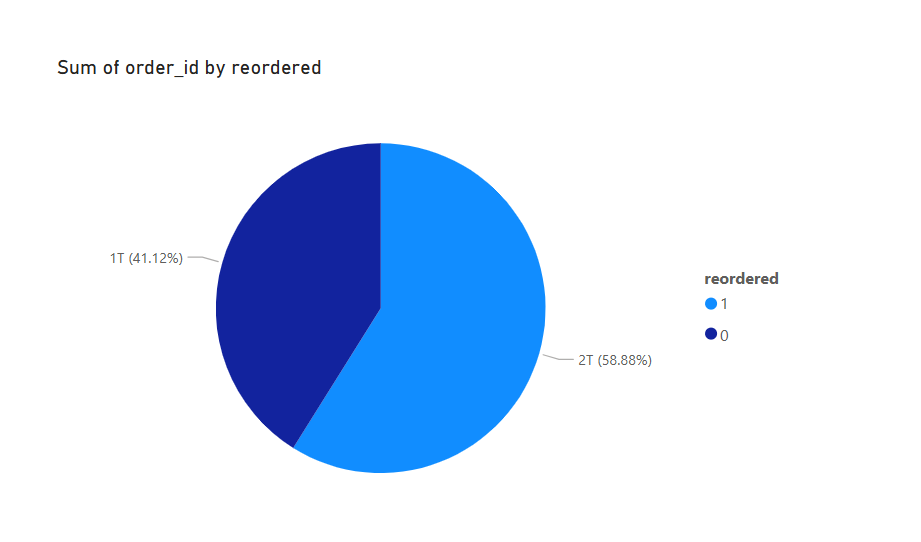 Sum of order_id by reordered
1T (41.12%)
2T (58.88%)
reordered
1
0